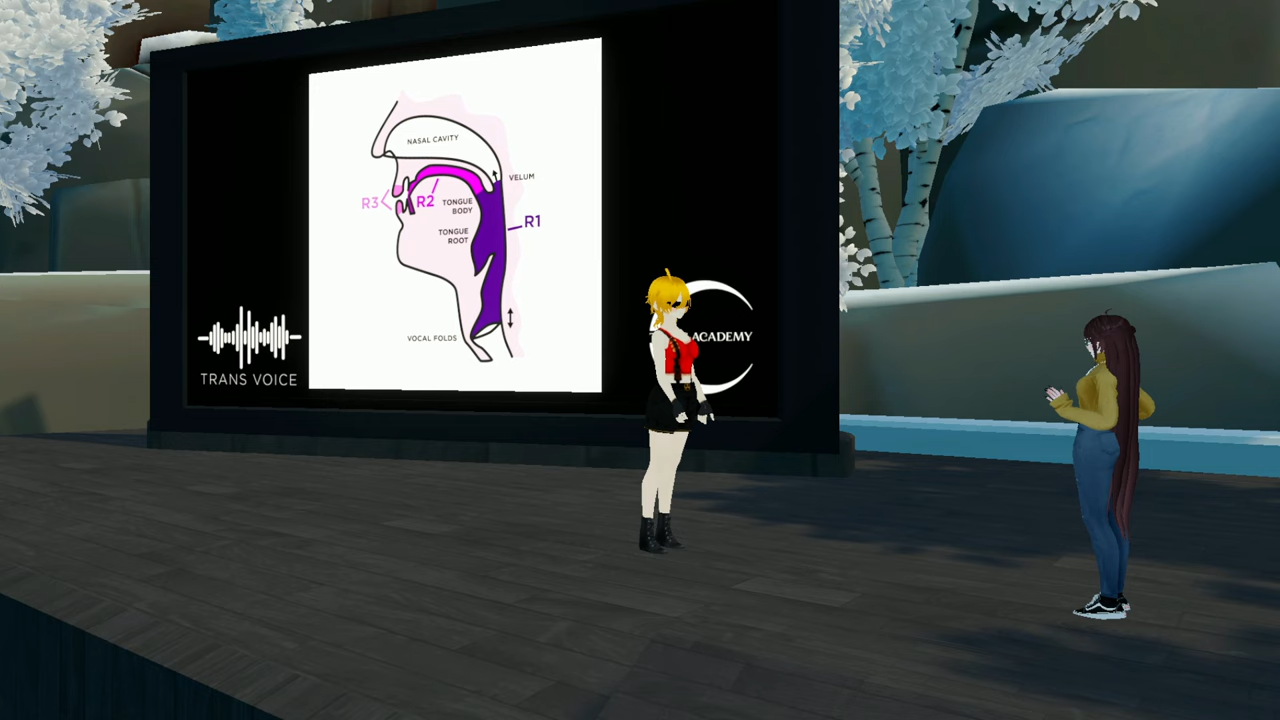 NASAL CAVITY
VELUM
R3
R2
TONGUE
BODY
R1
TONGUE
ROOT
VOCAL FOLDS
TRANS VOICE
ACADEMY